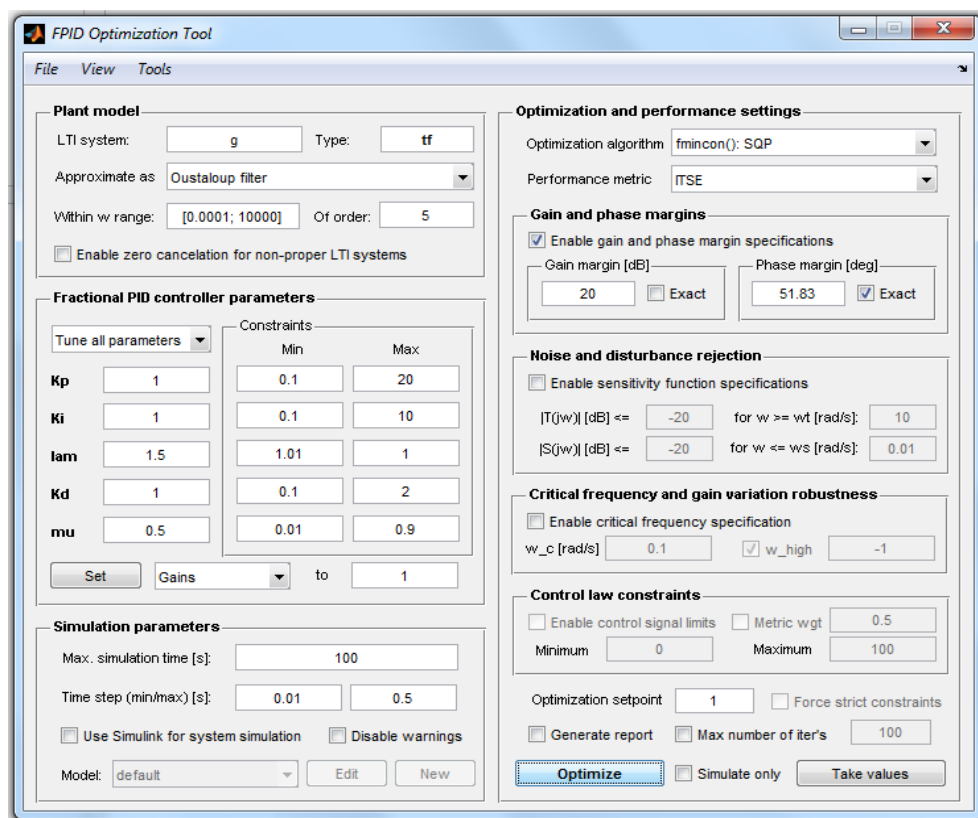 FPID Optimization Tool
File View Tools
Plant model
LTI system: g Type: tf
Approximate as Oustaloup filter
Within w range: [0.0001; 10000] Of order: 5
Enable zero cancelation for non-proper LTI systems
Fractional PID controller parameters
Tune all parameters
Constraints
Min Max
Kp 1 0.1 20
Ki 1 0.1 10
lam 1.5 1.01 1
Kd 1 0.1 2
mu 0.5 0.01 0.9
Set Gains to 1
Simulation parameters
Max. simulation time [s]: 100
Time step (min/max) [s]: 0.01 0.5
Use Simulink for system simulation Disable warnings
Model: default Edit New
Optimization and performance settings
Optimization algorithm fmincon(): SQP
Performance metric ITSE
Gain and phase margins
Enable gain and phase margin specifications
Gain margin [dB] Phase margin [deg]
20 Exact 51.83 Exact
Noise and disturbance rejection
Enable sensitivity function specifications
|T(jw)| [dB] <= -20 for w >= wt [rad/s]: 10
|S(jw)| [dB] <= -20 for w <= ws [rad/s]: 0.01
Critical frequency and gain variation robustness
Enable critical frequency specification
w_c [rad/s] 0.1 w_high -1
Control law constraints
Enable control signal limits Metric wgt 0.5
Minimum 0 Maximum 100
Optimization setpoint 1 Force strict constraints
Generate report Max number of iter's 100
Optimize Simulate only Take values